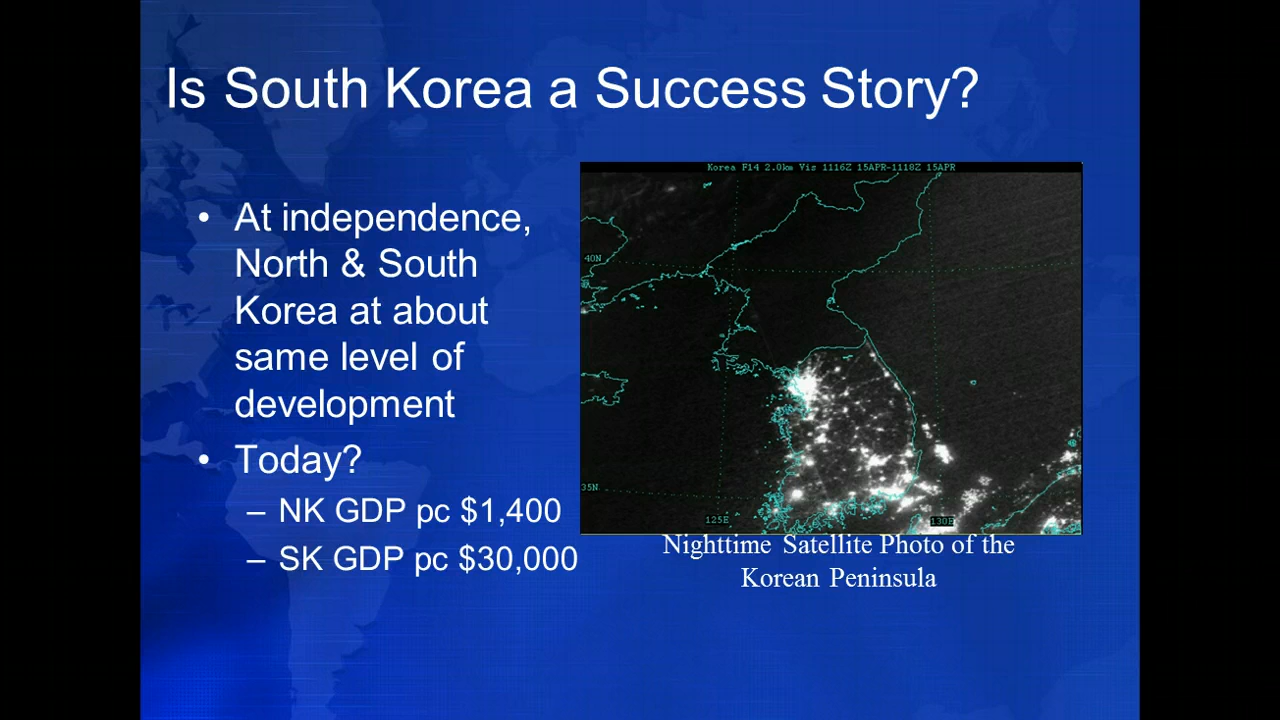 Is South Korea a Success Story?
• At independence,
North & South
Korea at about
same level of
development
• Today?
– NK GDP pc $1,400
– SK GDP pc $30,000
Korea F14 2.0km Vis 1116Z 15APR-1118Z 15APR
40N
35N
125E
130E
Nighttime Satellite Photo of the
Korean Peninsula